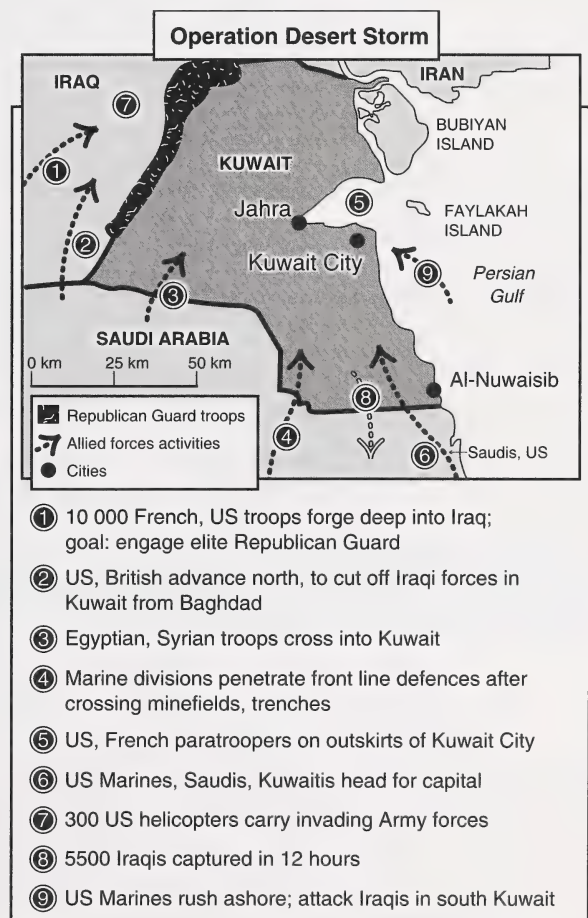 Operation Desert Storm
IRAQ
IRAN
7
BUBIYAN
ISLAND
1
KUWAIT
5
Jahra
FAYLAKAH
ISLAND
2
Kuwait City
9
Persian
Gulf
3
SAUDI ARABIA
0 km 25 km 50 km
Al-Nuwaisib
8
Republican Guard troops
Allied forces activities
4
6
Saudis, US
Cities
1 10 000 French, US troops forge deep into Iraq;
goal: engage elite Republican Guard
2 US, British advance north, to cut off Iraqi forces in
Kuwait from Baghdad
3 Egyptian, Syrian troops cross into Kuwait
4 Marine divisions penetrate front line defences after
crossing minefields, trenches
5 US, French paratroopers on outskirts of Kuwait City
6 US Marines, Saudis, Kuwaitis head for capital
7 300 US helicopters carry invading Army forces
8 5500 Iraqis captured in 12 hours
9 US Marines rush ashore; attack Iraqis in south Kuwait